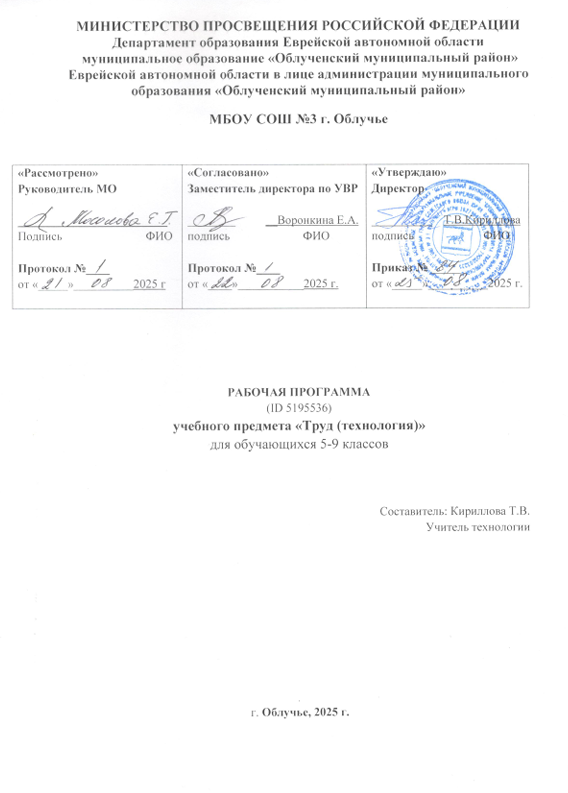 МИНИСТЕРСТВО ПРОСВЕЩЕНИЯ РОССИЙСКОЙ ФЕДЕРАЦИИ
Департамент образования Еврейской автономной области
муниципальное образование «Облученский муниципальный район»
Еврейской автономной области в лице администрации муниципального
образования «Облученский муниципальный район»
МБОУ СОШ №3 г. Облучье
«Рассмотрено»
Руководитель МО
Мосолова Е.Г.
Подпись ФИО
Протокол № 1
от « 21 » 08 2025 г
«Согласовано»
Заместитель директора по УВР
Воронкина Е.А.
подпись ФИО
Протокол № 1
от « 22» 08 2025 г.
«Утверждаю»
Директор
Т.В.Кириллова
подпись ФИО
Приказ №
от « » 08 2025 г.
РАБОЧАЯ ПРОГРАММА
(ID 5195536)
учебного предмета «Труд (технология)»
для обучающихся 5-9 классов
Составитель: Кириллова Т.В.
Учитель технологии
г. Облучье, 2025 г.